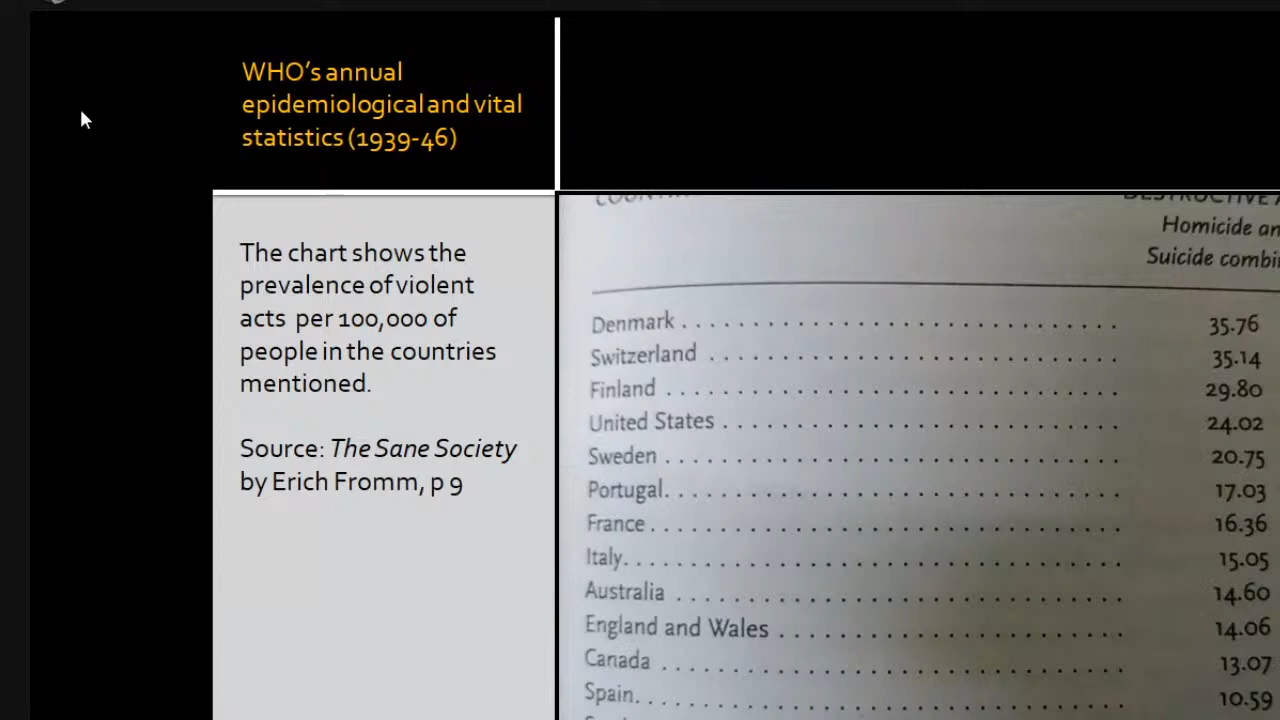 WHO's annual
epidemiological and vital
statistics (1939-46)
The chart shows the
prevalence of violent
acts per 100,000 of
people in the countries
mentioned.
Source: The Sane Society
by Erich Fromm, p 9
Homicide
Suicide
Denmark . . . . . . . . . . . . . . . . . . . . . . . . . . . . . . 35.76
Switzerland . . . . . . . . . . . . . . . . . . . . . . . . . . . . 35.14
Finland . . . . . . . . . . . . . . . . . . . . . . . . . . . . . . . 29.80
United States . . . . . . . . . . . . . . . . . . . . . . . . . . . 24.02
Sweden . . . . . . . . . . . . . . . . . . . . . . . . . . . . . . . 20.75
Portugal. . . . . . . . . . . . . . . . . . . . . . . . . . . . . . . 17.03
France . . . . . . . . . . . . . . . . . . . . . . . . . . . . . . . . 16.36
Italy. . . . . . . . . . . . . . . . . . . . . . . . . . . . . . . . . . 15.05
Australia . . . . . . . . . . . . . . . . . . . . . . . . . . . . . . 14.60
England and Wales . . . . . . . . . . . . . . . . . . . . . . . 14.06
Canada . . . . . . . . . . . . . . . . . . . . . . . . . . . . . . . 13.07
Spain. . . . . . . . . . . . . . . . . . . . . . . . . . . . . . . . . 10.59